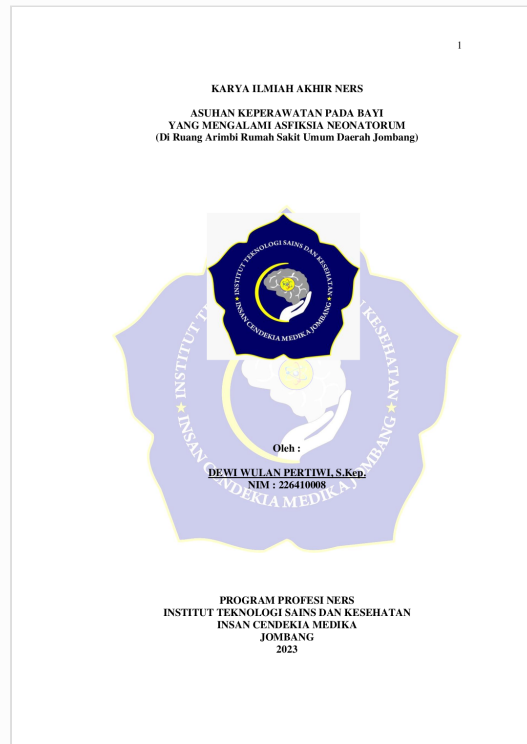 1
KARYA ILMIAH AKHIR NERS
ASUHAN KEPERAWATAN PADA BAYI
YANG MENGALAMI ASFIKSIA NEONATORUM
(Di Ruang Arimbi Rumah Sakit Umum Daerah Jombang)
INSTITUT TEKNOLOGI SAINS DAN KESEHATAN
★ INSAN CENDEKIA MEDIKA JOMBANG ★
Oleh :
DEWI WULAN PERTIWI, S.Kep.
NIM : 226410008
PROGRAM PROFESI NERS
INSTITUT TEKNOLOGI SAINS DAN KESEHATAN
INSAN CENDEKIA MEDIKA
JOMBANG
2023